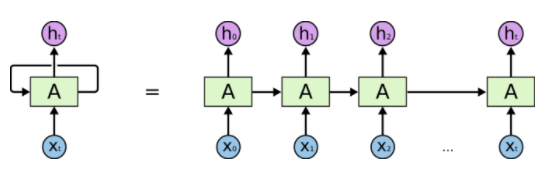 hₜ h₀ h₁ h₂ hₜ
A = A A A A
xₜ x₀ x₁ x₂ ... xₜ